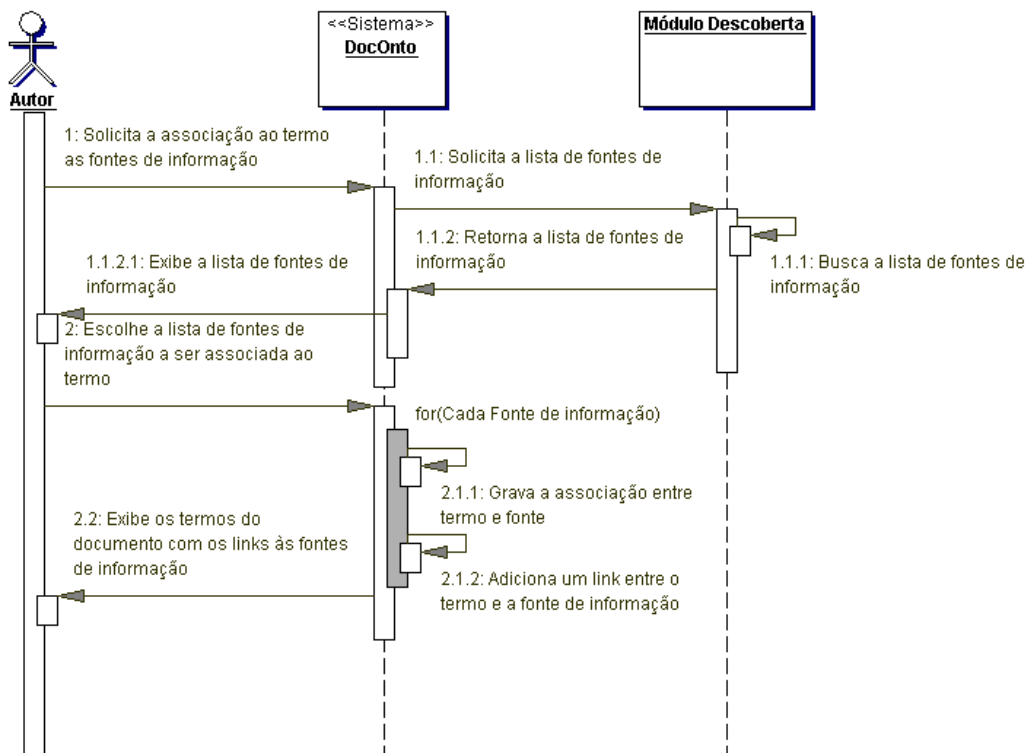 <<Sistema>>
DocOnto
Módulo Descoberta
Autor
1: Solicita a associação ao termo
as fontes de informação
1.1: Solicita a lista de fontes de
informação
1.1.1: Busca a lista de fontes de
informação
1.1.2: Retorna a lista de fontes de
informação
1.1.2.1: Exibe a lista de fontes de
informação
2: Escolhe a lista de fontes de
informação a ser associada ao
termo
for(Cada Fonte de informação)
2.1.1: Grava a associação entre
termo e fonte
2.1.2: Adiciona um link entre o
termo e a fonte de informação
2.2: Exibe os termos do
documento com os links às fontes
de informação